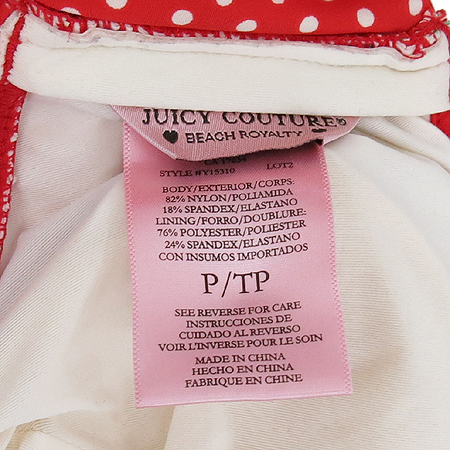 JUICY COUTURE®
♥ BEACH ROYALTY
STYLE #Y15310 LOT2
BODY/EXTERIOR/CORPS:
82% NYLON/POLIAMIDA
18% SPANDEX/ELASTANO
LINING/FORRO/DOUBLURE:
76% POLYESTER/POLIESTER
24% SPANDEX/ELASTANO
CON INSUMOS IMPORTADOS
P/TP
SEE REVERSE FOR CARE
INSTRUCCIONES DE
CUIDADO AL REVERSO
VOIR L'INVERSE POUR LE SOIN
MADE IN CHINA
HECHO EN CHINA
FABRIQUE EN CHINE